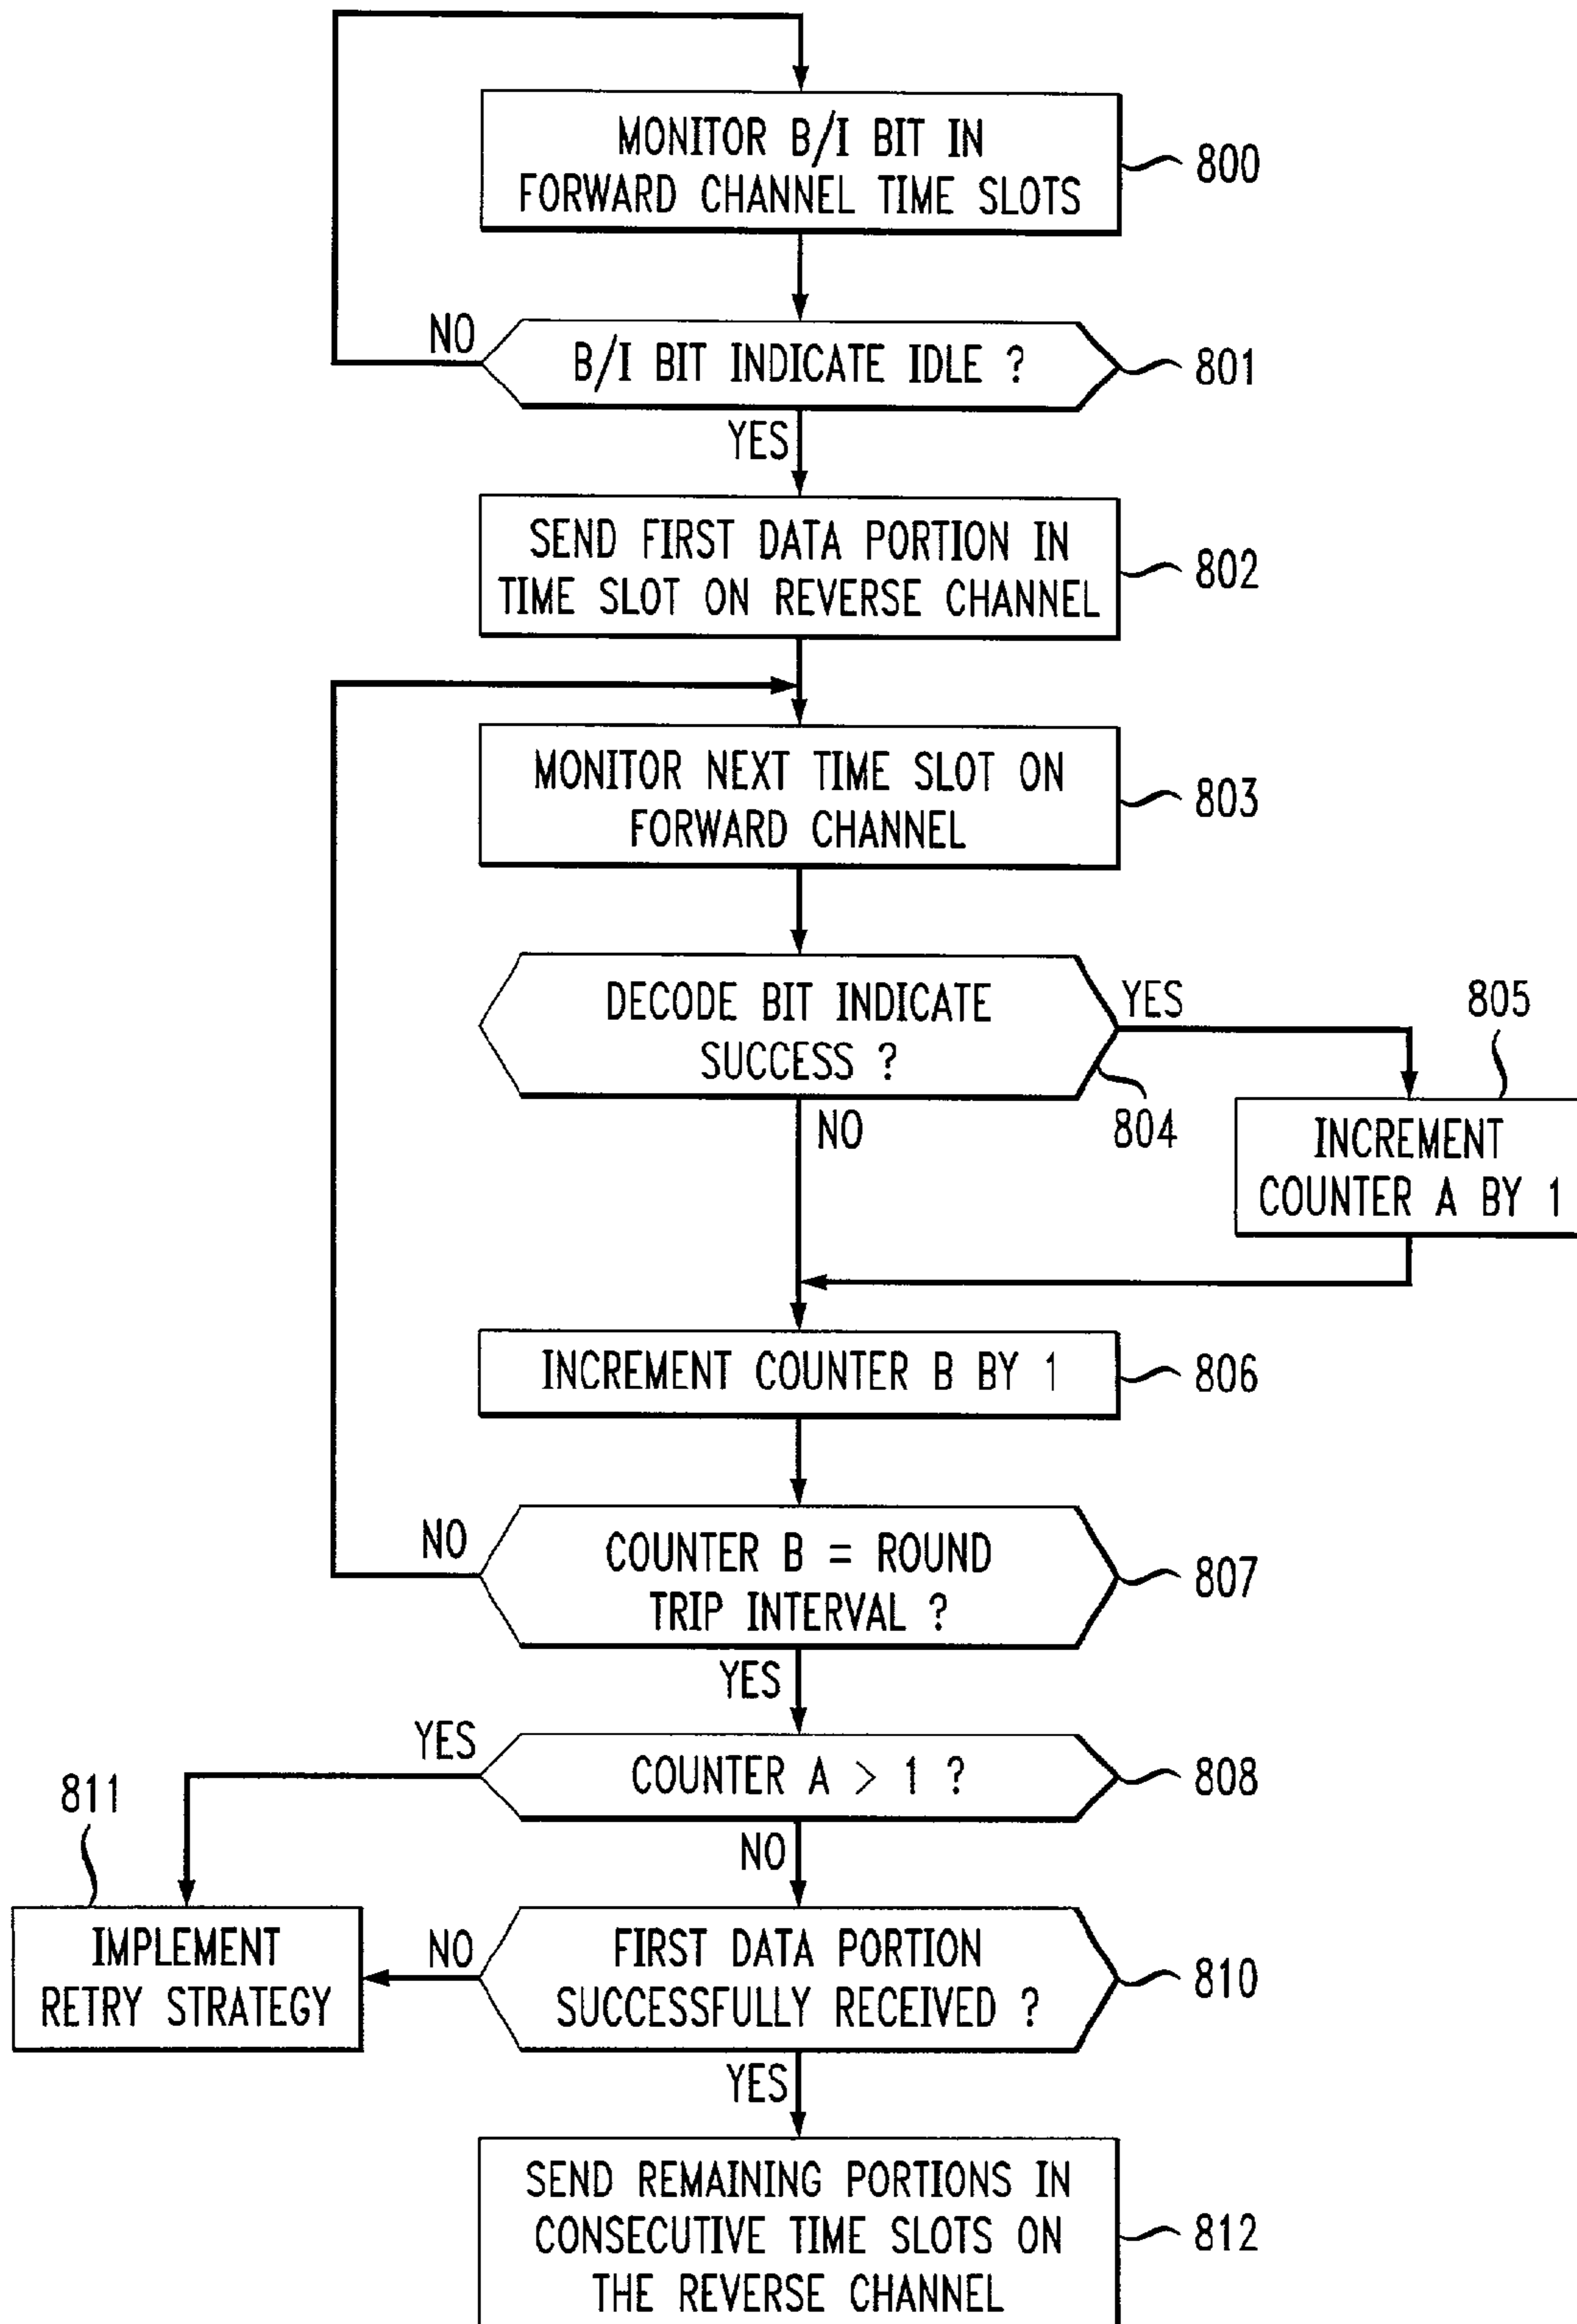 MONITOR B/I BIT IN
FORWARD CHANNEL TIME SLOTS
800
NO
B/I BIT INDICATE IDLE ?
801
YES
SEND FIRST DATA PORTION IN
TIME SLOT ON REVERSE CHANNEL
802
MONITOR NEXT TIME SLOT ON
FORWARD CHANNEL
803
DECODE BIT INDICATE
SUCCESS ?
YES
804
805
NO
INCREMENT
COUNTER A BY 1
INCREMENT COUNTER B BY 1
806
NO
COUNTER B = ROUND
TRIP INTERVAL ?
807
YES
YES
COUNTER A > 1 ?
808
811
NO
IMPLEMENT
RETRY STRATEGY
NO
FIRST DATA PORTION
SUCCESSFULLY RECEIVED ?
810
YES
SEND REMAINING PORTIONS IN
CONSECUTIVE TIME SLOTS ON
THE REVERSE CHANNEL
812